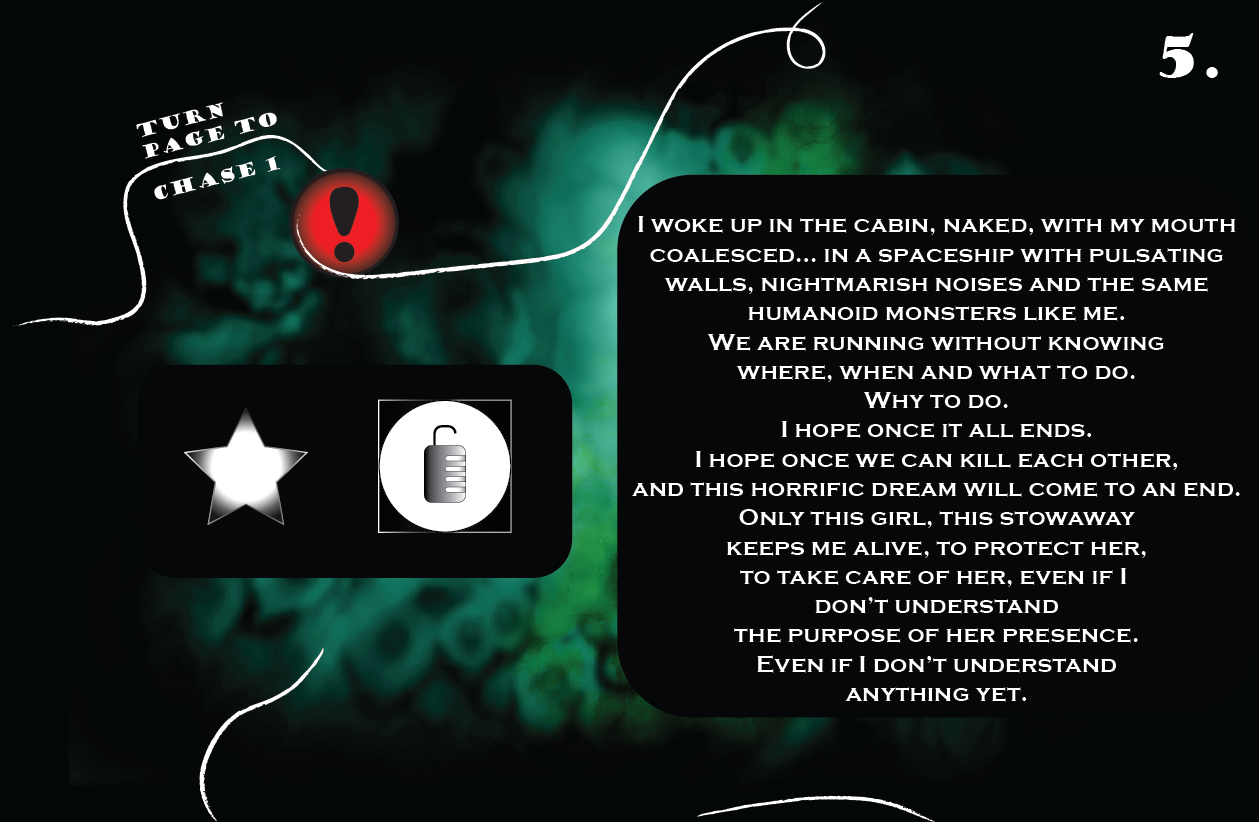 5.
TURN
PAGE TO
CHASE I
!
I WOKE UP IN THE CABIN, NAKED, WITH MY MOUTH
COALESCED... IN A SPACESHIP WITH PULSATING
WALLS, NIGHTMARISH NOISES AND THE SAME
HUMANOID MONSTERS LIKE ME.
WE ARE RUNNING WITHOUT KNOWING
WHERE, WHEN AND WHAT TO DO.
WHY TO DO.
I HOPE ONCE IT ALL ENDS.
I HOPE ONCE WE CAN KILL EACH OTHER,
AND THIS HORRIFIC DREAM WILL COME TO AN END.
ONLY THIS GIRL, THIS STOWAWAY
KEEPS ME ALIVE, TO PROTECT HER,
TO TAKE CARE OF HER, EVEN IF I
DON'T UNDERSTAND
THE PURPOSE OF HER PRESENCE.
EVEN IF I DON'T UNDERSTAND
ANYTHING YET.